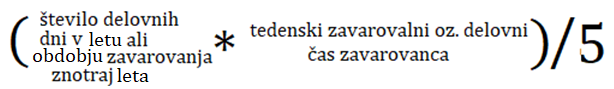 število delovnih
dni v letu ali
obdobju zavarovanja
znotraj leta
( * tedenski zavarovalni oz. delovni
čas zavarovanca ) / 5